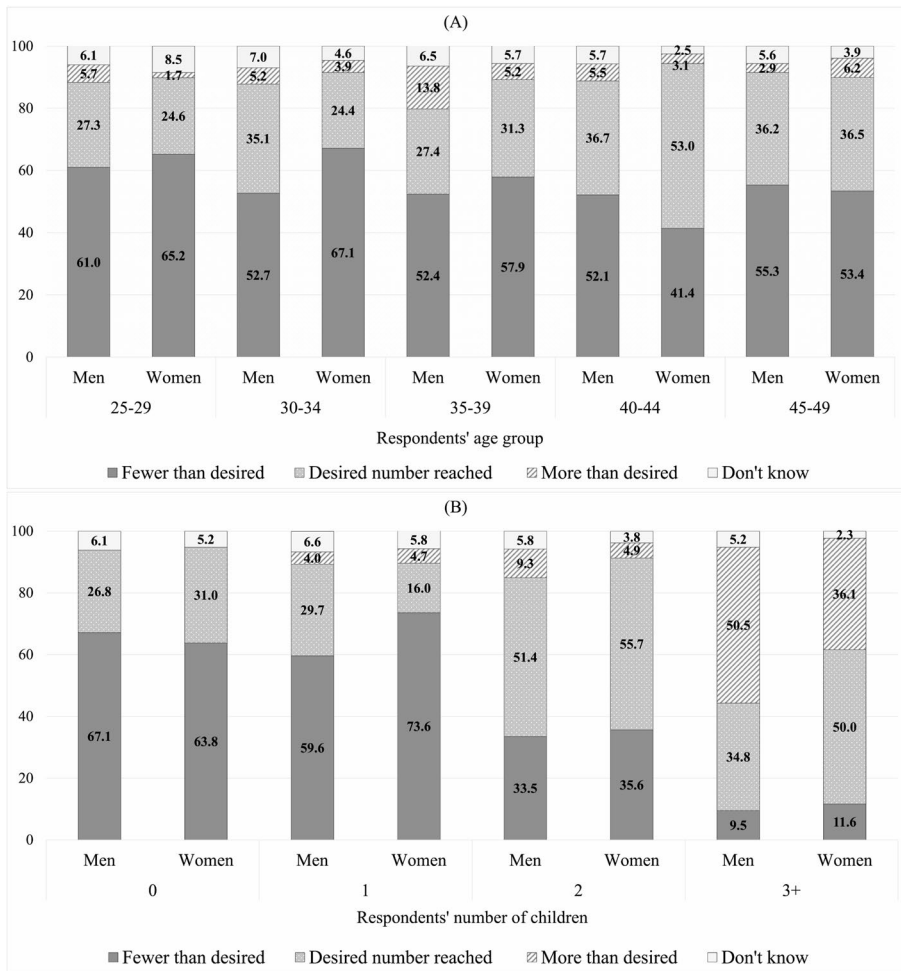 (A)
100
80
60
40
20
0
6.1 8.5 7.0 4.6 6.5 5.7 5.7 2.5 5.6 3.9
5.7 1.7 5.2 3.9 13.8 5.2 5.5 3.1 2.9 6.2
27.3 24.6 35.1 24.4 27.4 31.3 36.7 53.0 36.2 36.5
61.0 65.2 52.7 67.1 52.4 57.9 52.1 41.4 55.3 53.4
Men Women Men Women Men Women Men Women Men Women
25-29 30-34 35-39 40-44 45-49
Respondents' age group
Fewer than desired Desired number reached More than desired Don't know
(B)
100
80
60
40
20
0
6.1 5.2 6.6 5.8 5.8 3.8 5.2 2.3
4.0 4.7 9.3 4.9 50.5 36.1
26.8 31.0 29.7 16.0 51.4 55.7 34.8 50.0
67.1 63.8 59.6 73.6 33.5 35.6 9.5 11.6
Men Women Men Women Men Women Men Women
0 1 2 3+
Respondents' number of children
Fewer than desired Desired number reached More than desired Don't know